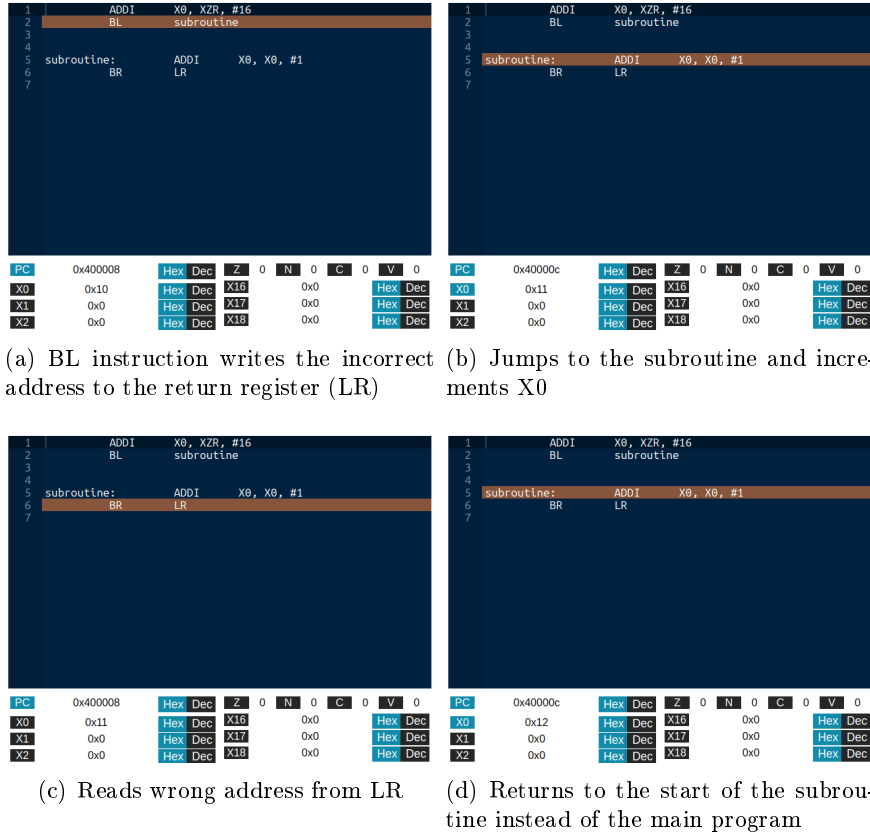 1 ADDI X0, XZR, #16
2 BL subroutine
3
4
5 subroutine: ADDI X0, X0, #1
6 BR LR
7
PC 0x400008 Hex Dec Z 0 N 0 C 0 V 0
X0 0x10 Hex Dec X16 0x0 Hex Dec
X1 0x0 Hex Dec X17 0x0 Hex Dec
X2 0x0 Hex Dec X18 0x0 Hex Dec
(a) BL instruction writes the incorrect
address to the return register (LR)
1 ADDI X0, XZR, #16
2 BL subroutine
3
4
5 subroutine: ADDI X0, X0, #1
6 BR LR
7
PC 0x40000c Hex Dec Z 0 N 0 C 0 V 0
X0 0x11 Hex Dec X16 0x0 Hex Dec
X1 0x0 Hex Dec X17 0x0 Hex Dec
X2 0x0 Hex Dec X18 0x0 Hex Dec
(b) Jumps to the subroutine and incre-
ments X0
1 ADDI X0, XZR, #16
2 BL subroutine
3
4
5 subroutine: ADDI X0, X0, #1
6 BR LR
7
PC 0x400008 Hex Dec Z 0 N 0 C 0 V 0
X0 0x11 Hex Dec X16 0x0 Hex Dec
X1 0x0 Hex Dec X17 0x0 Hex Dec
X2 0x0 Hex Dec X18 0x0 Hex Dec
(c) Reads wrong address from LR
1 ADDI X0, XZR, #16
2 BL subroutine
3
4
5 subroutine: ADDI X0, X0, #1
6 BR LR
7
PC 0x40000c Hex Dec Z 0 N 0 C 0 V 0
X0 0x12 Hex Dec X16 0x0 Hex Dec
X1 0x0 Hex Dec X17 0x0 Hex Dec
X2 0x0 Hex Dec X18 0x0 Hex Dec
(d) Returns to the start of the subrou-
tine instead of the main program